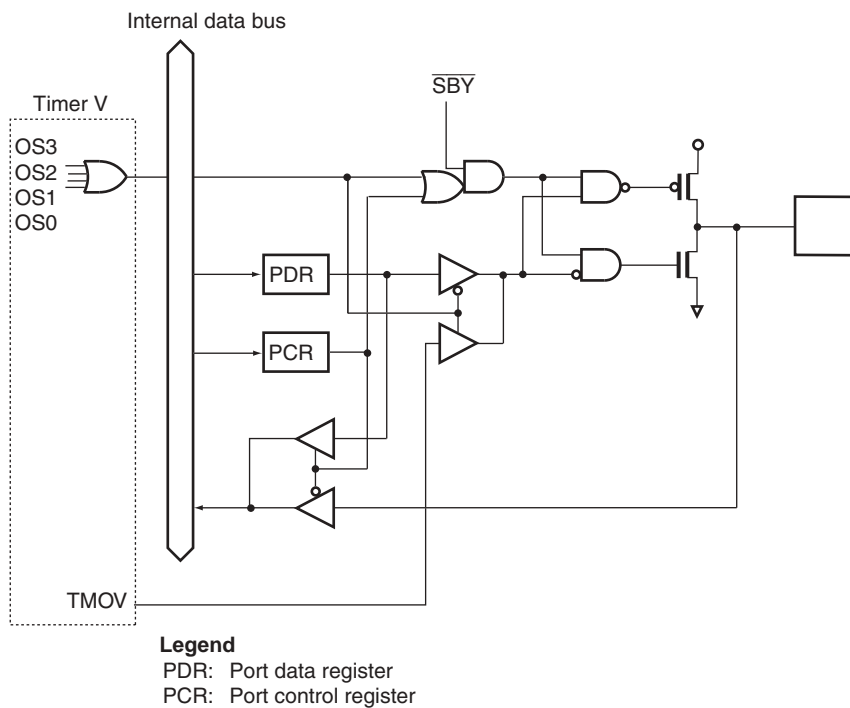 Internal data bus
SBY
Timer V
OS3
OS2
OS1
OS0
PDR
PCR
TMOV
Legend
PDR: Port data register
PCR: Port control register